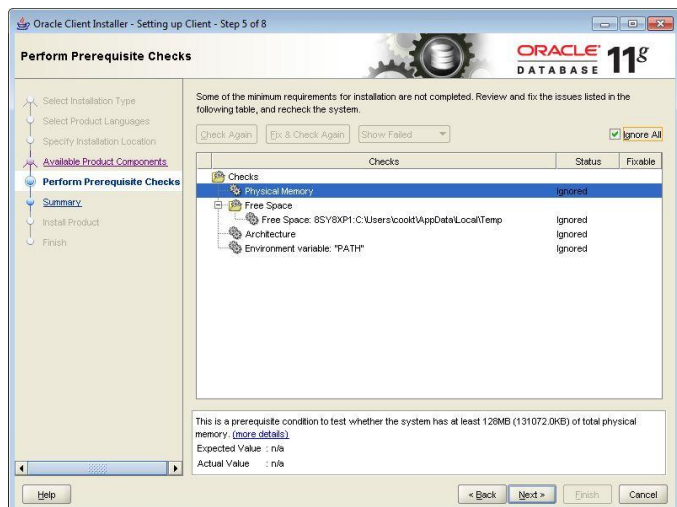 Oracle Client Installer - Setting up Client - Step 5 of 8
Perform Prerequisite Checks
ORACLE
DATABASE 11g
Select Installation Type
Select Product Languages
Specify Installation Location
Available Product Components
Perform Prerequisite Checks
Summary
Install Product
Finish
Some of the minimum requirements for installation are not completed. Review and fix the issues listed in the
following table, and recheck the system.
Check Again Fix & Check Again Show Failed Ignore All
Checks Status Fixable
Checks
Physical Memory Ignored
Free Space
Free Space: 8SY8XP1:C:\Users\cookt\AppData\Local\Temp Ignored
Architecture Ignored
Environment variable: "PATH" Ignored
This is a prerequisite condition to test whether the system has at least 128MB (131072.0KB) of total physical
memory. (more details)
Expected Value : n/a
Actual Value : n/a
Help < Back Next > Finish Cancel